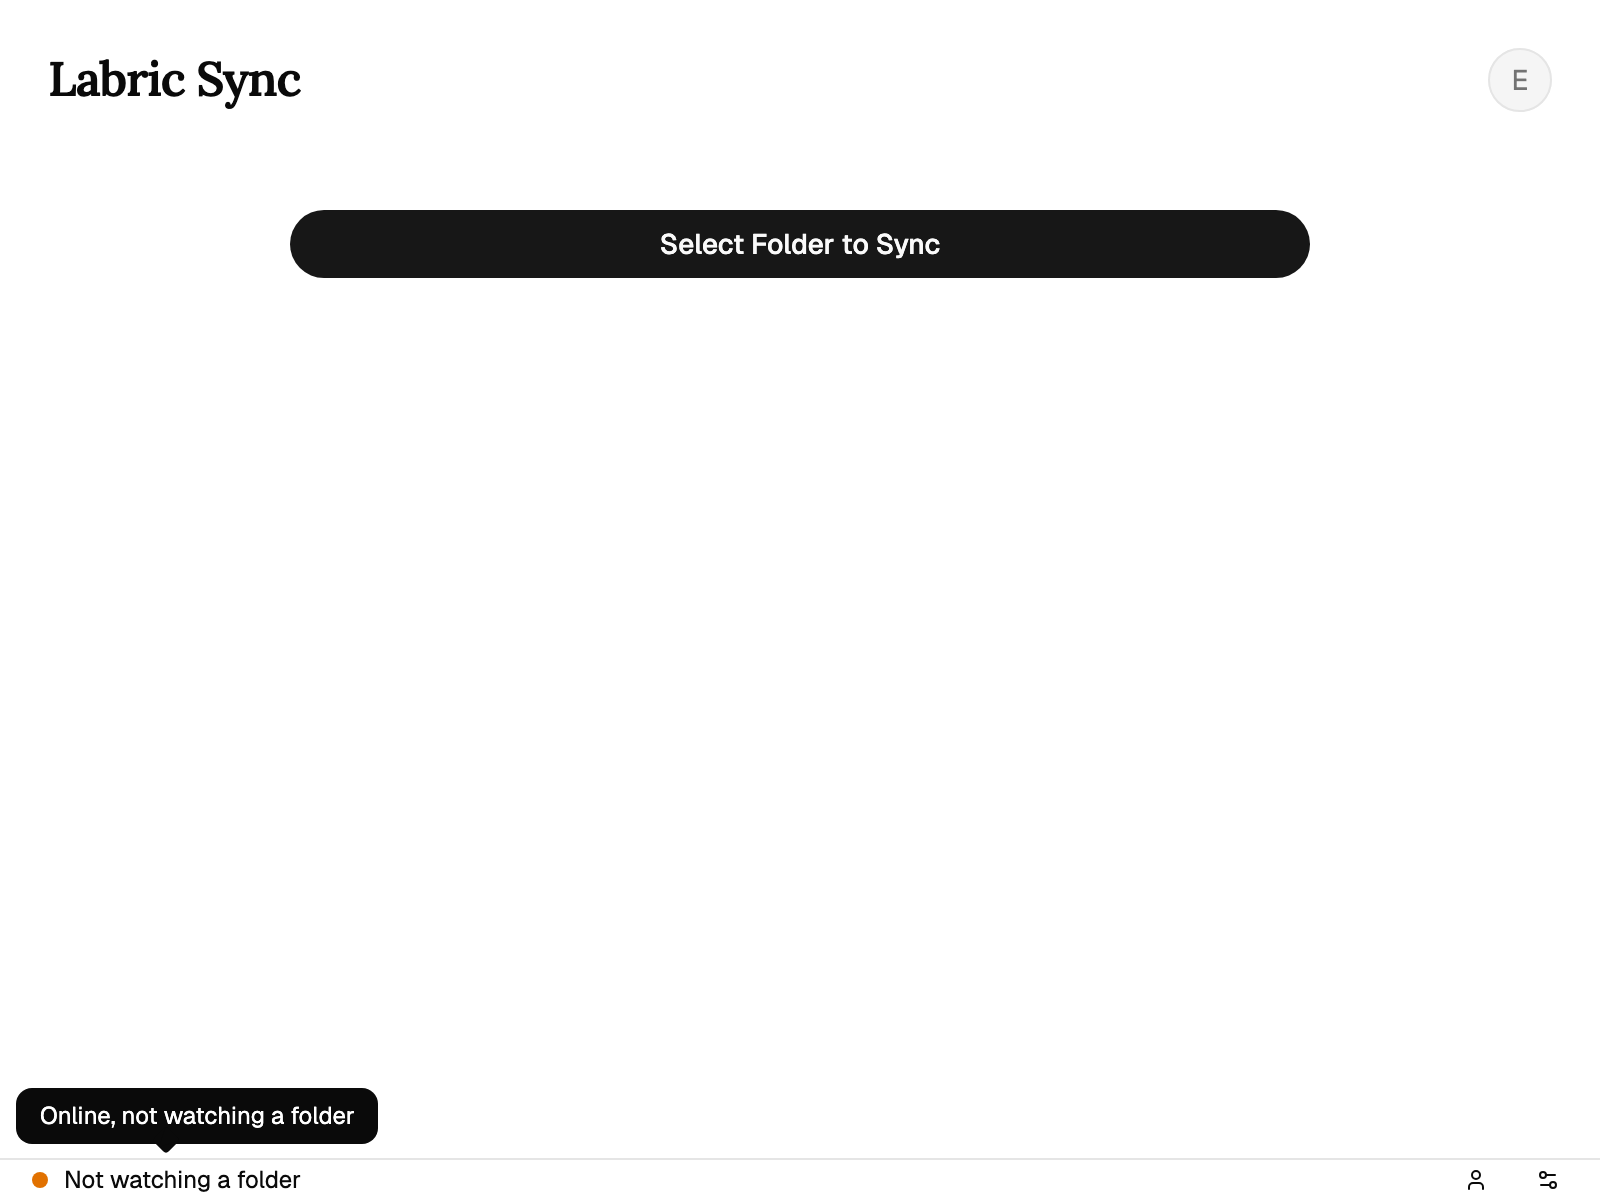 Labric Sync
E
Select Folder to Sync
Online, not watching a folder
Not watching a folder